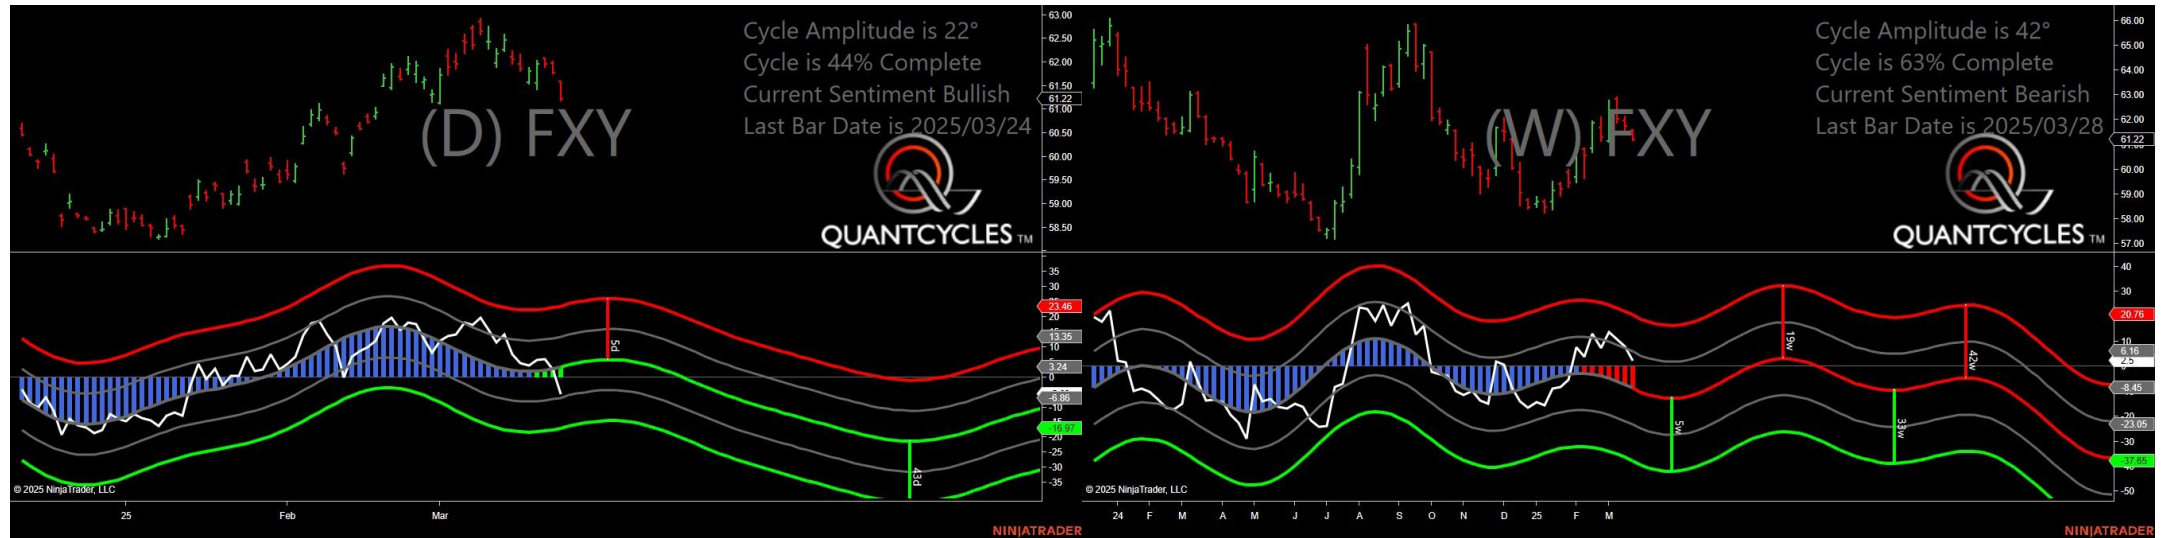 Cycle Amplitude is 22°
Cycle is 44% Complete
Current Sentiment Bullish
Last Bar Date is 2025/03/24
(D) FXY
QUANTCYCLES TM
63.00
62.50
62.00
61.50
61.22
61.00
60.50
60.00
59.50
59.00
58.50
35
30
23.46
20
13.35
10
3.24
0
-6.86
-10
-16.97
-20
-25
-30
-35
5d
43d
© 2025 NinjaTrader, LLC
25 Feb Mar
NINJATRADER
Cycle Amplitude is 42°
Cycle is 63% Complete
Current Sentiment Bearish
Last Bar Date is 2025/03/28
(W) FXY
QUANTCYCLES TM
66.00
65.00
64.00
63.00
62.00
61.22
60.00
59.00
58.00
57.00
40
30
20.76
10
6.16
2.5
-8.45
-23.05
-30
-37.65
-50
5w
19w
33w
42w
© 2025 NinjaTrader, LLC
24 F M A M J J A S O N D 25 F M
NINJATRADER